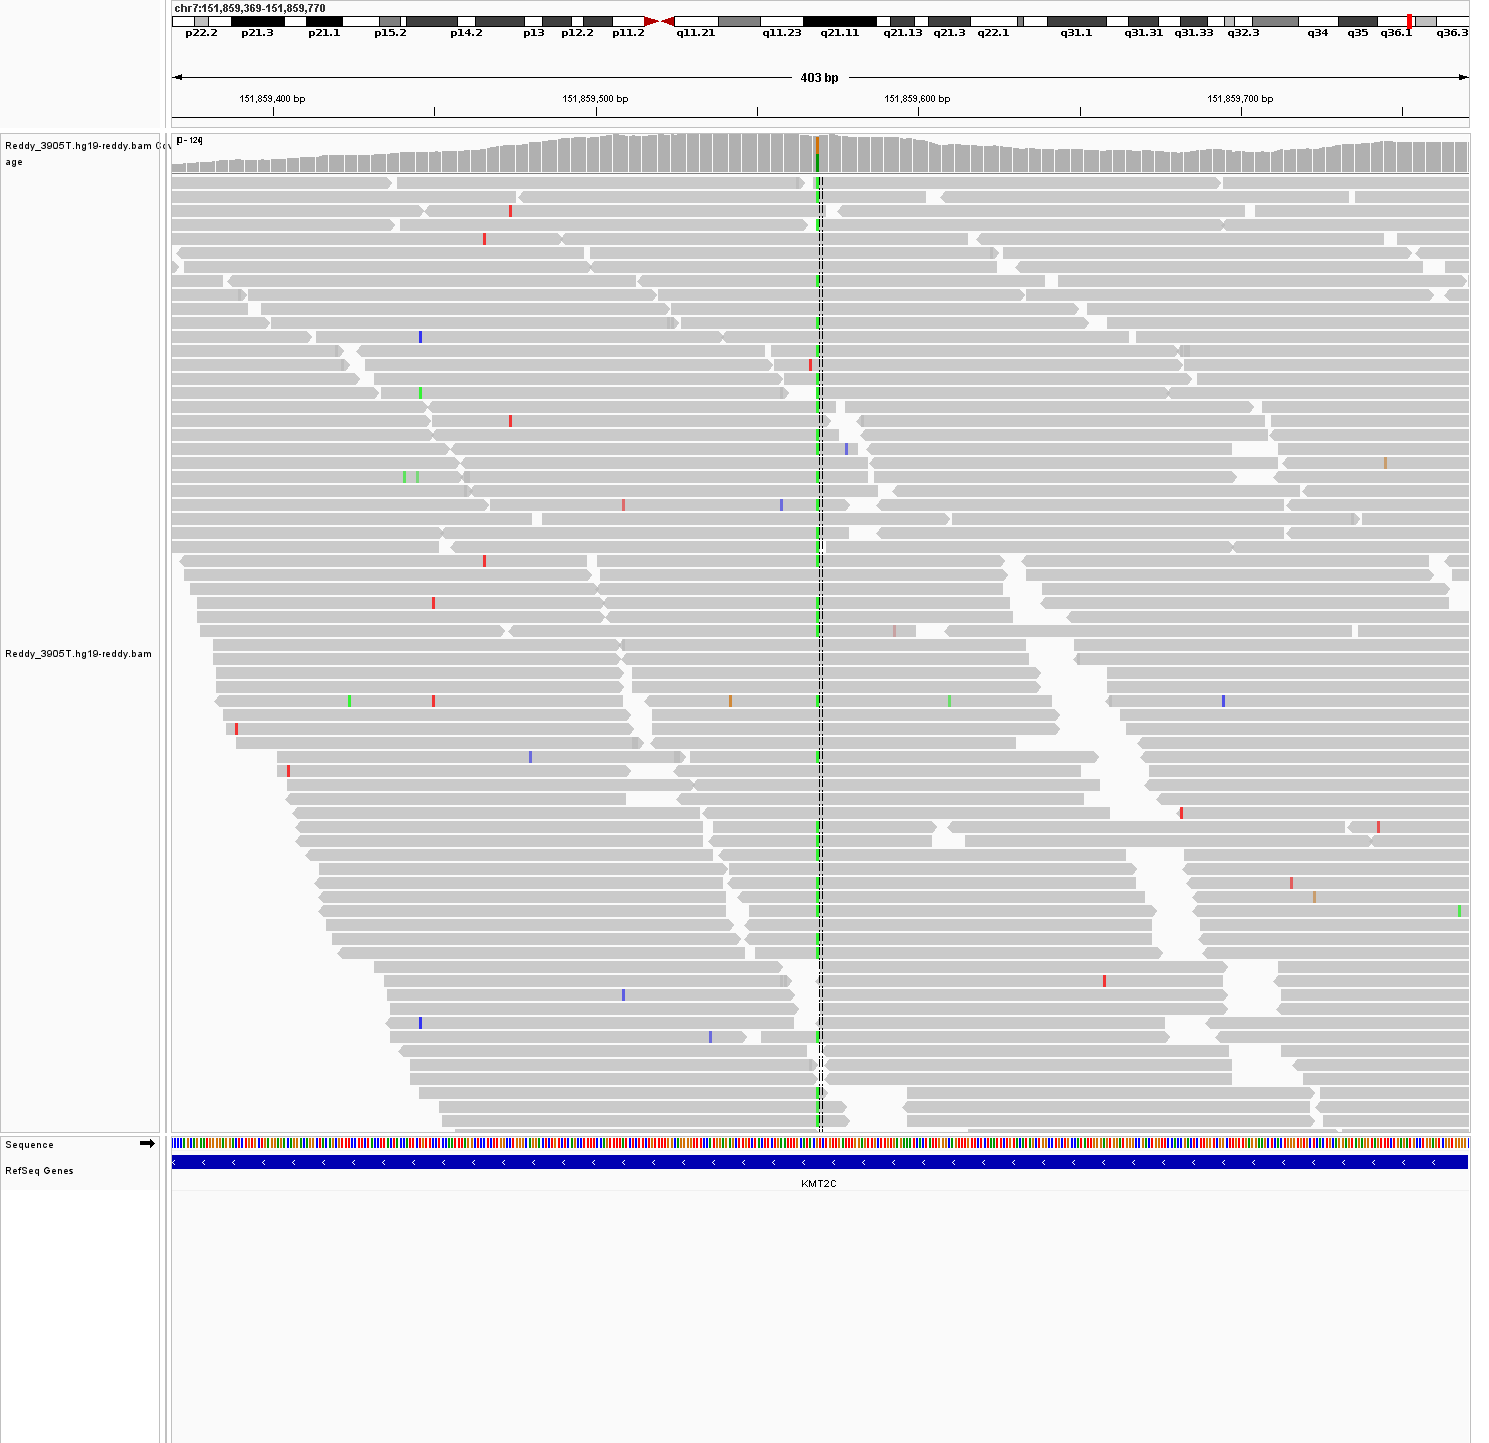 chr7:151,859,369-151,859,770
p22.2 p21.3 p21.1 p15.2 p14.2 p13 p12.2 p11.2 q11.21 q11.23 q21.11 q21.13 q21.3 q22.1 q31.1 q31.31 q31.33 q32.3 q34 q35 q36.1 q36.3
403 bp
151,859,400 bp 151,859,500 bp 151,859,600 bp 151,859,700 bp
Reddy_3905T.hg19-reddy.bam Cov
age
[0 - 124]
Reddy_3905T.hg19-reddy.bam
Sequence
RefSeq Genes
KMT2C